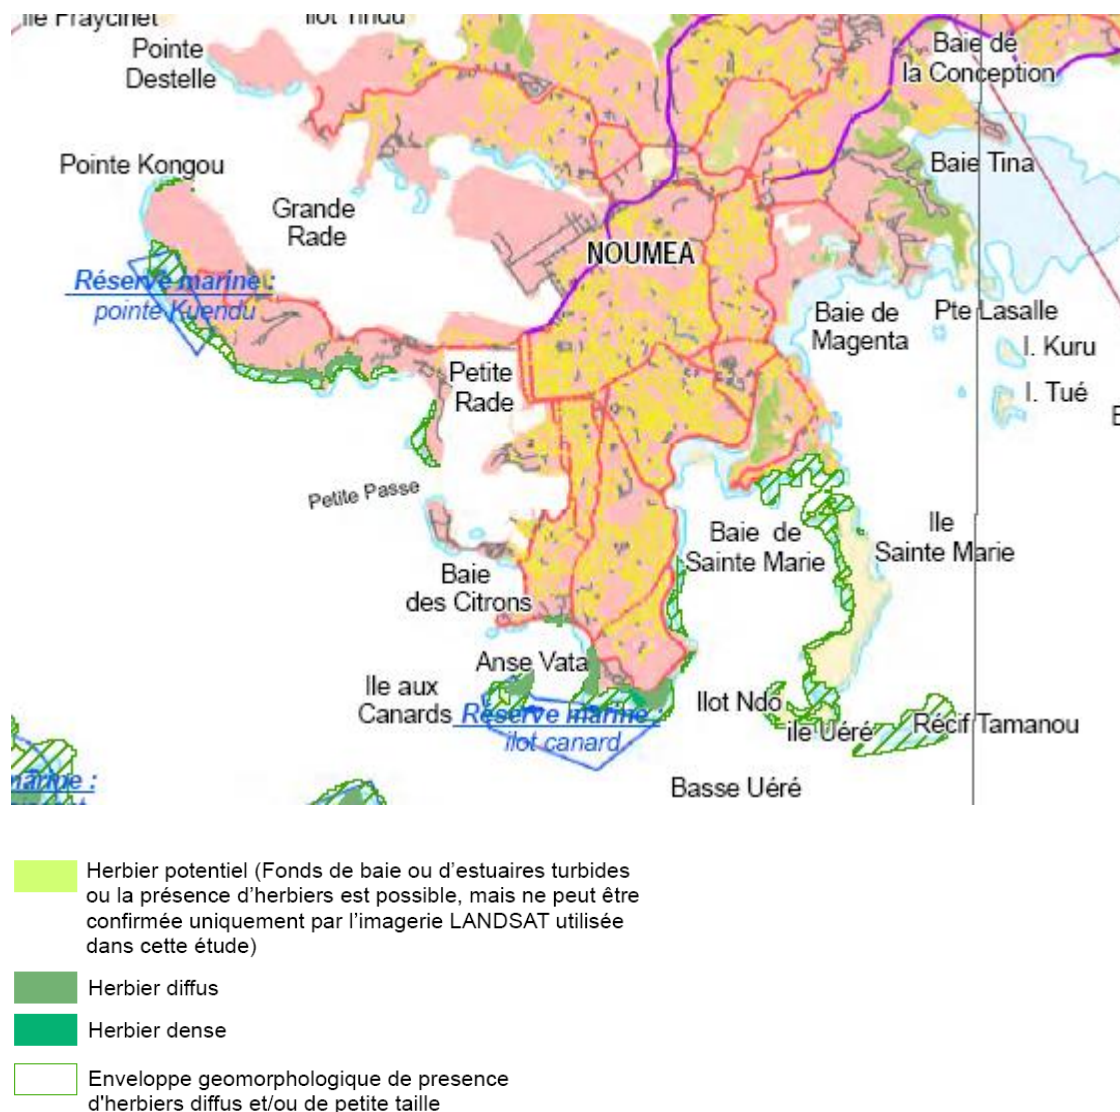 Ile Fraycinet
Ilot Tindu
Pointe
Destelle
Baie de
la Conception
Pointe Kongou
Baie Tina
Grande
Rade
NOUMEA
Réserve marine :
pointe Kuendu
Baie de
Magenta
Pte Lasalle
I. Kuru
Petite
Rade
I. Tué
Petite Passe
Baie de
Sainte Marie
Ile
Sainte Marie
Baie
des Citrons
Anse Vata
Ile aux
Canards
Réserve marine :
ilot canard
Ilot Ndo
ile Uéré
Récif Tamanou
marine :
Basse Uéré
Herbier potentiel (Fonds de baie ou d'estuaires turbides
ou la présence d'herbiers est possible, mais ne peut être
confirmée uniquement par l'imagerie LANDSAT utilisée
dans cette étude)
Herbier diffus
Herbier dense
Enveloppe geomorphologique de presence
d'herbiers diffus et/ou de petite taille